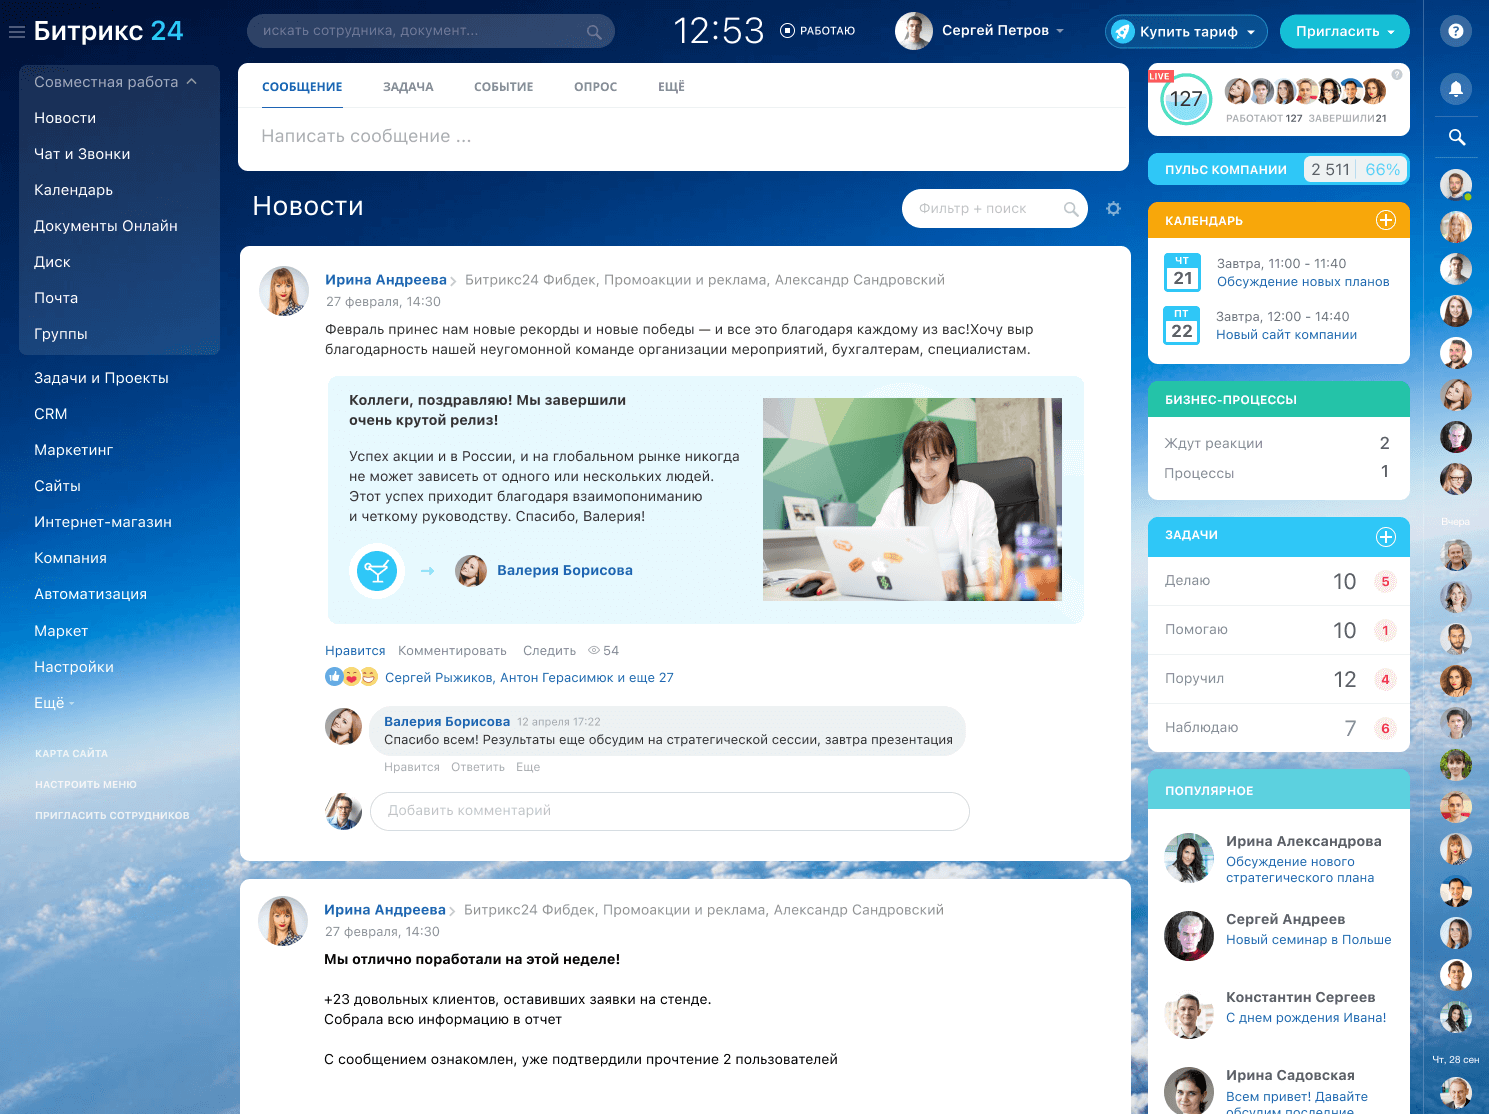 Битрикс 24
искать сотрудника, документ...
12:53
РАБОТАЮ
Сергей Петров
Купить тариф
Пригласить
Совместная работа
Новости
Чат и Звонки
Календарь
Документы Онлайн
Диск
Почта
Группы
Задачи и Проекты
CRM
Маркетинг
Сайты
Интернет-магазин
Компания
Автоматизация
Маркет
Настройки
Ещё
КАРТА САЙТА
НАСТРОИТЬ МЕНЮ
ПРИГЛАСИТЬ СОТРУДНИКОВ
СООБЩЕНИЕ ЗАДАЧА СОБЫТИЕ ОПРОС ЕЩЁ
Написать сообщение ...
Новости
Фильтр + поиск
Ирина Андреева Битрикс24 Фибдек, Промоакции и реклама, Александр Сандровский
27 февраля, 14:30
Февраль принес нам новые рекорды и новые победы — и все это благодаря каждому из вас!Хочу выр
благодарность нашей неугомонной команде организации мероприятий, бухгалтерам, специалистам.
Коллеги, поздравляю! Мы завершили
очень крутой релиз!
Успех акции и в России, и на глобальном рынке никогда
не может зависеть от одного или нескольких людей.
Этот успех приходит благодаря взаимопониманию
и четкому руководству. Спасибо, Валерия!
Валерия Борисова
Нравится Комментировать Следить 54
Сергей Рыжиков, Антон Герасимюк и еще 27
Валерия Борисова 12 апреля 17:22
Спасибо всем! Результаты еще обсудим на стратегической сессии, завтра презентация
Нравится Ответить Еще
Добавить комментарий
Ирина Андреева Битрикс24 Фибдек, Промоакции и реклама, Александр Сандровский
27 февраля, 14:30
Мы отлично поработали на этой неделе!
+23 довольных клиентов, оставивших заявки на стенде.
Собрала всю информацию в отчет
С сообщением ознакомлен, уже подтвердили прочтение 2 пользователей
LIVE
127
?
РАБОТАЮТ 127 ЗАВЕРШИЛИ 21
ПУЛЬС КОМПАНИИ 2 511 66%
КАЛЕНДАРЬ
ЧТ
21
Завтра, 11:00 - 11:40
Обсуждение новых планов
ПТ
22
Завтра, 12:00 - 14:40
Новый сайт компании
БИЗНЕС-ПРОЦЕССЫ
Ждут реакции 2
Процессы 1
ЗАДАЧИ
Делаю 10 5
Помогаю 10 1
Поручил 12 4
Наблюдаю 7 6
ПОПУЛЯРНОЕ
Ирина Александрова
Обсуждение нового
стратегического плана
Сергей Андреев
Новый семинар в Польше
Константин Сергеев
С днем рождения Ивана!
Ирина Садовская
Всем привет! Давайте
обсудим последние
?
Вчера
Чт, 28 сен